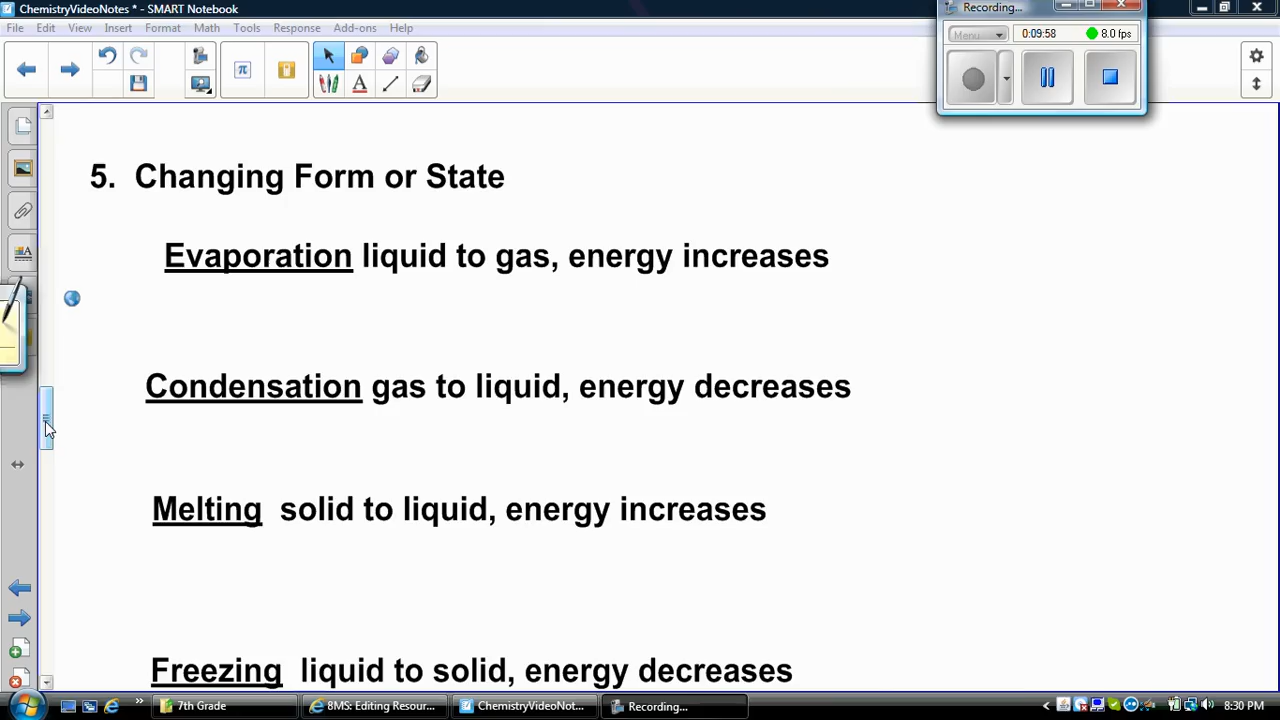 ChemistryVideoNotes * - SMART Notebook
Recording...
File Edit View Insert Format Math Tools Response Add-ons Help
Menu 0:09:58 8.0 fps
5. Changing Form or State
Evaporation liquid to gas, energy increases
Condensation gas to liquid, energy decreases
Melting solid to liquid, energy increases
Freezing liquid to solid, energy decreases
7th Grade 8MS: Editing Resour... ChemistryVideoNot... Recording... 8:30 PM